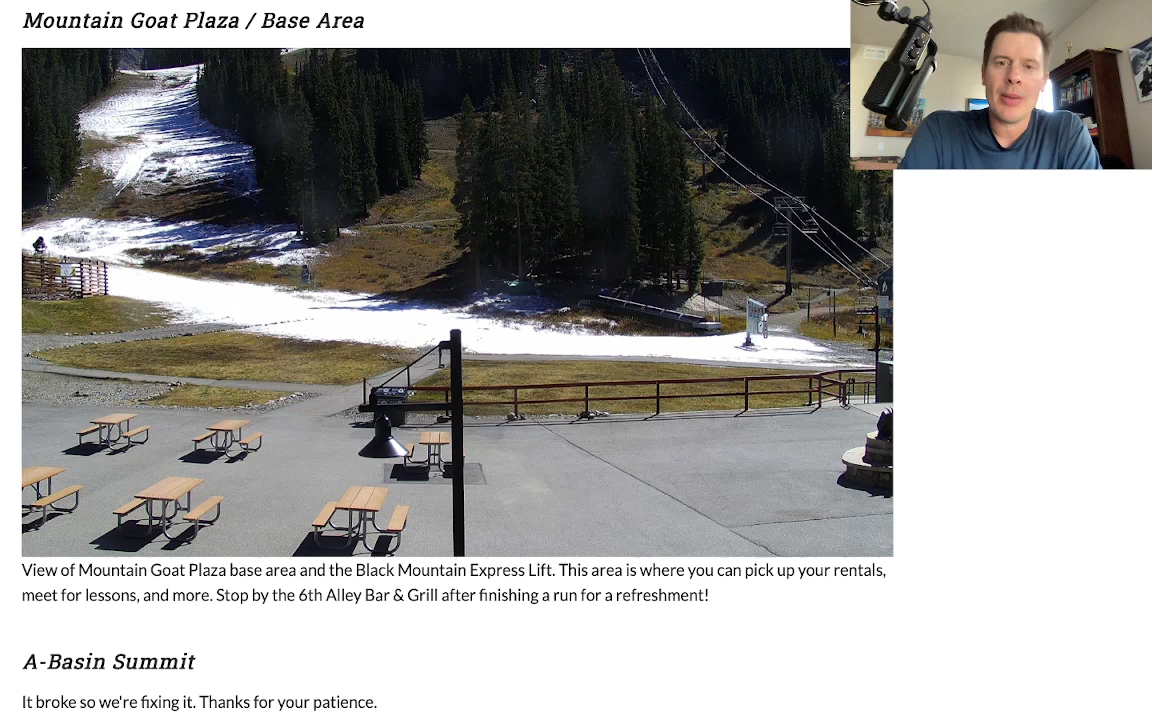 Mountain Goat Plaza / Base Area
View of Mountain Goat Plaza base area and the Black Mountain Express Lift. This area is where you can pick up your rentals,
meet for lessons, and more. Stop by the 6th Alley Bar & Grill after finishing a run for a refreshment!
A-Basin Summit
It broke so we're fixing it. Thanks for your patience.